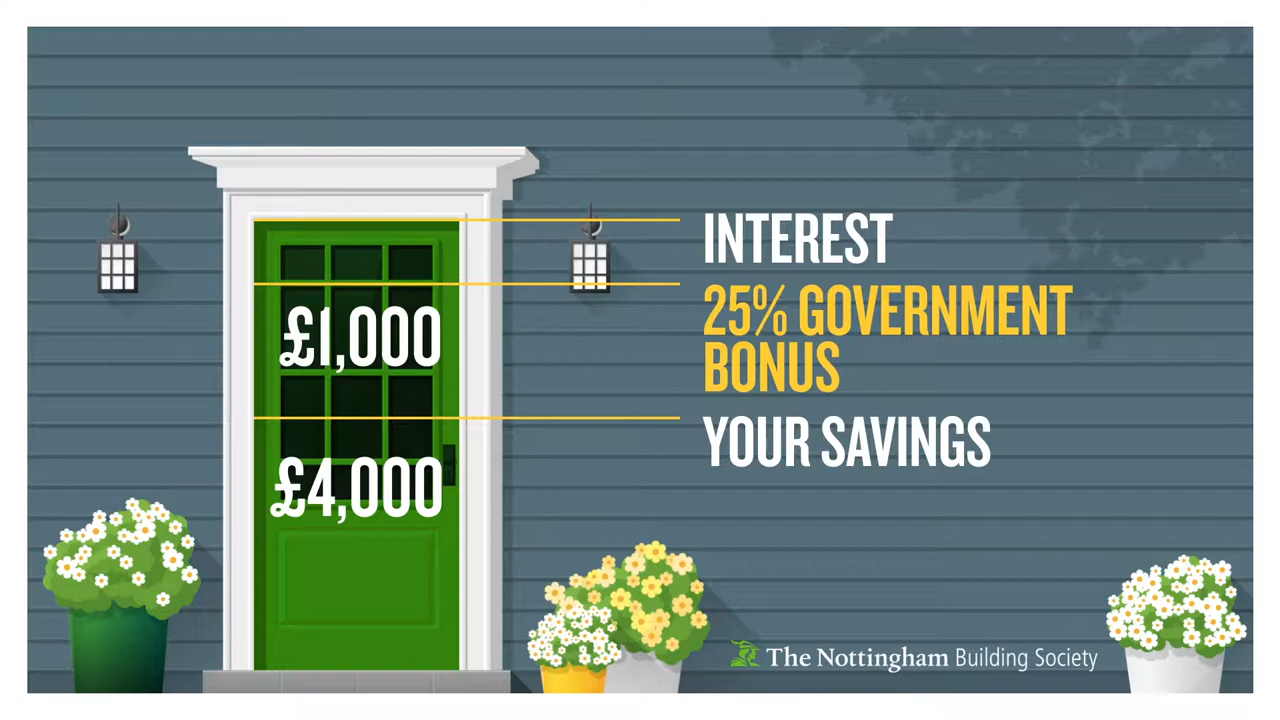 INTEREST
25% GOVERNMENT
BONUS
£1,000
YOUR SAVINGS
£4,000
The Nottingham Building Society